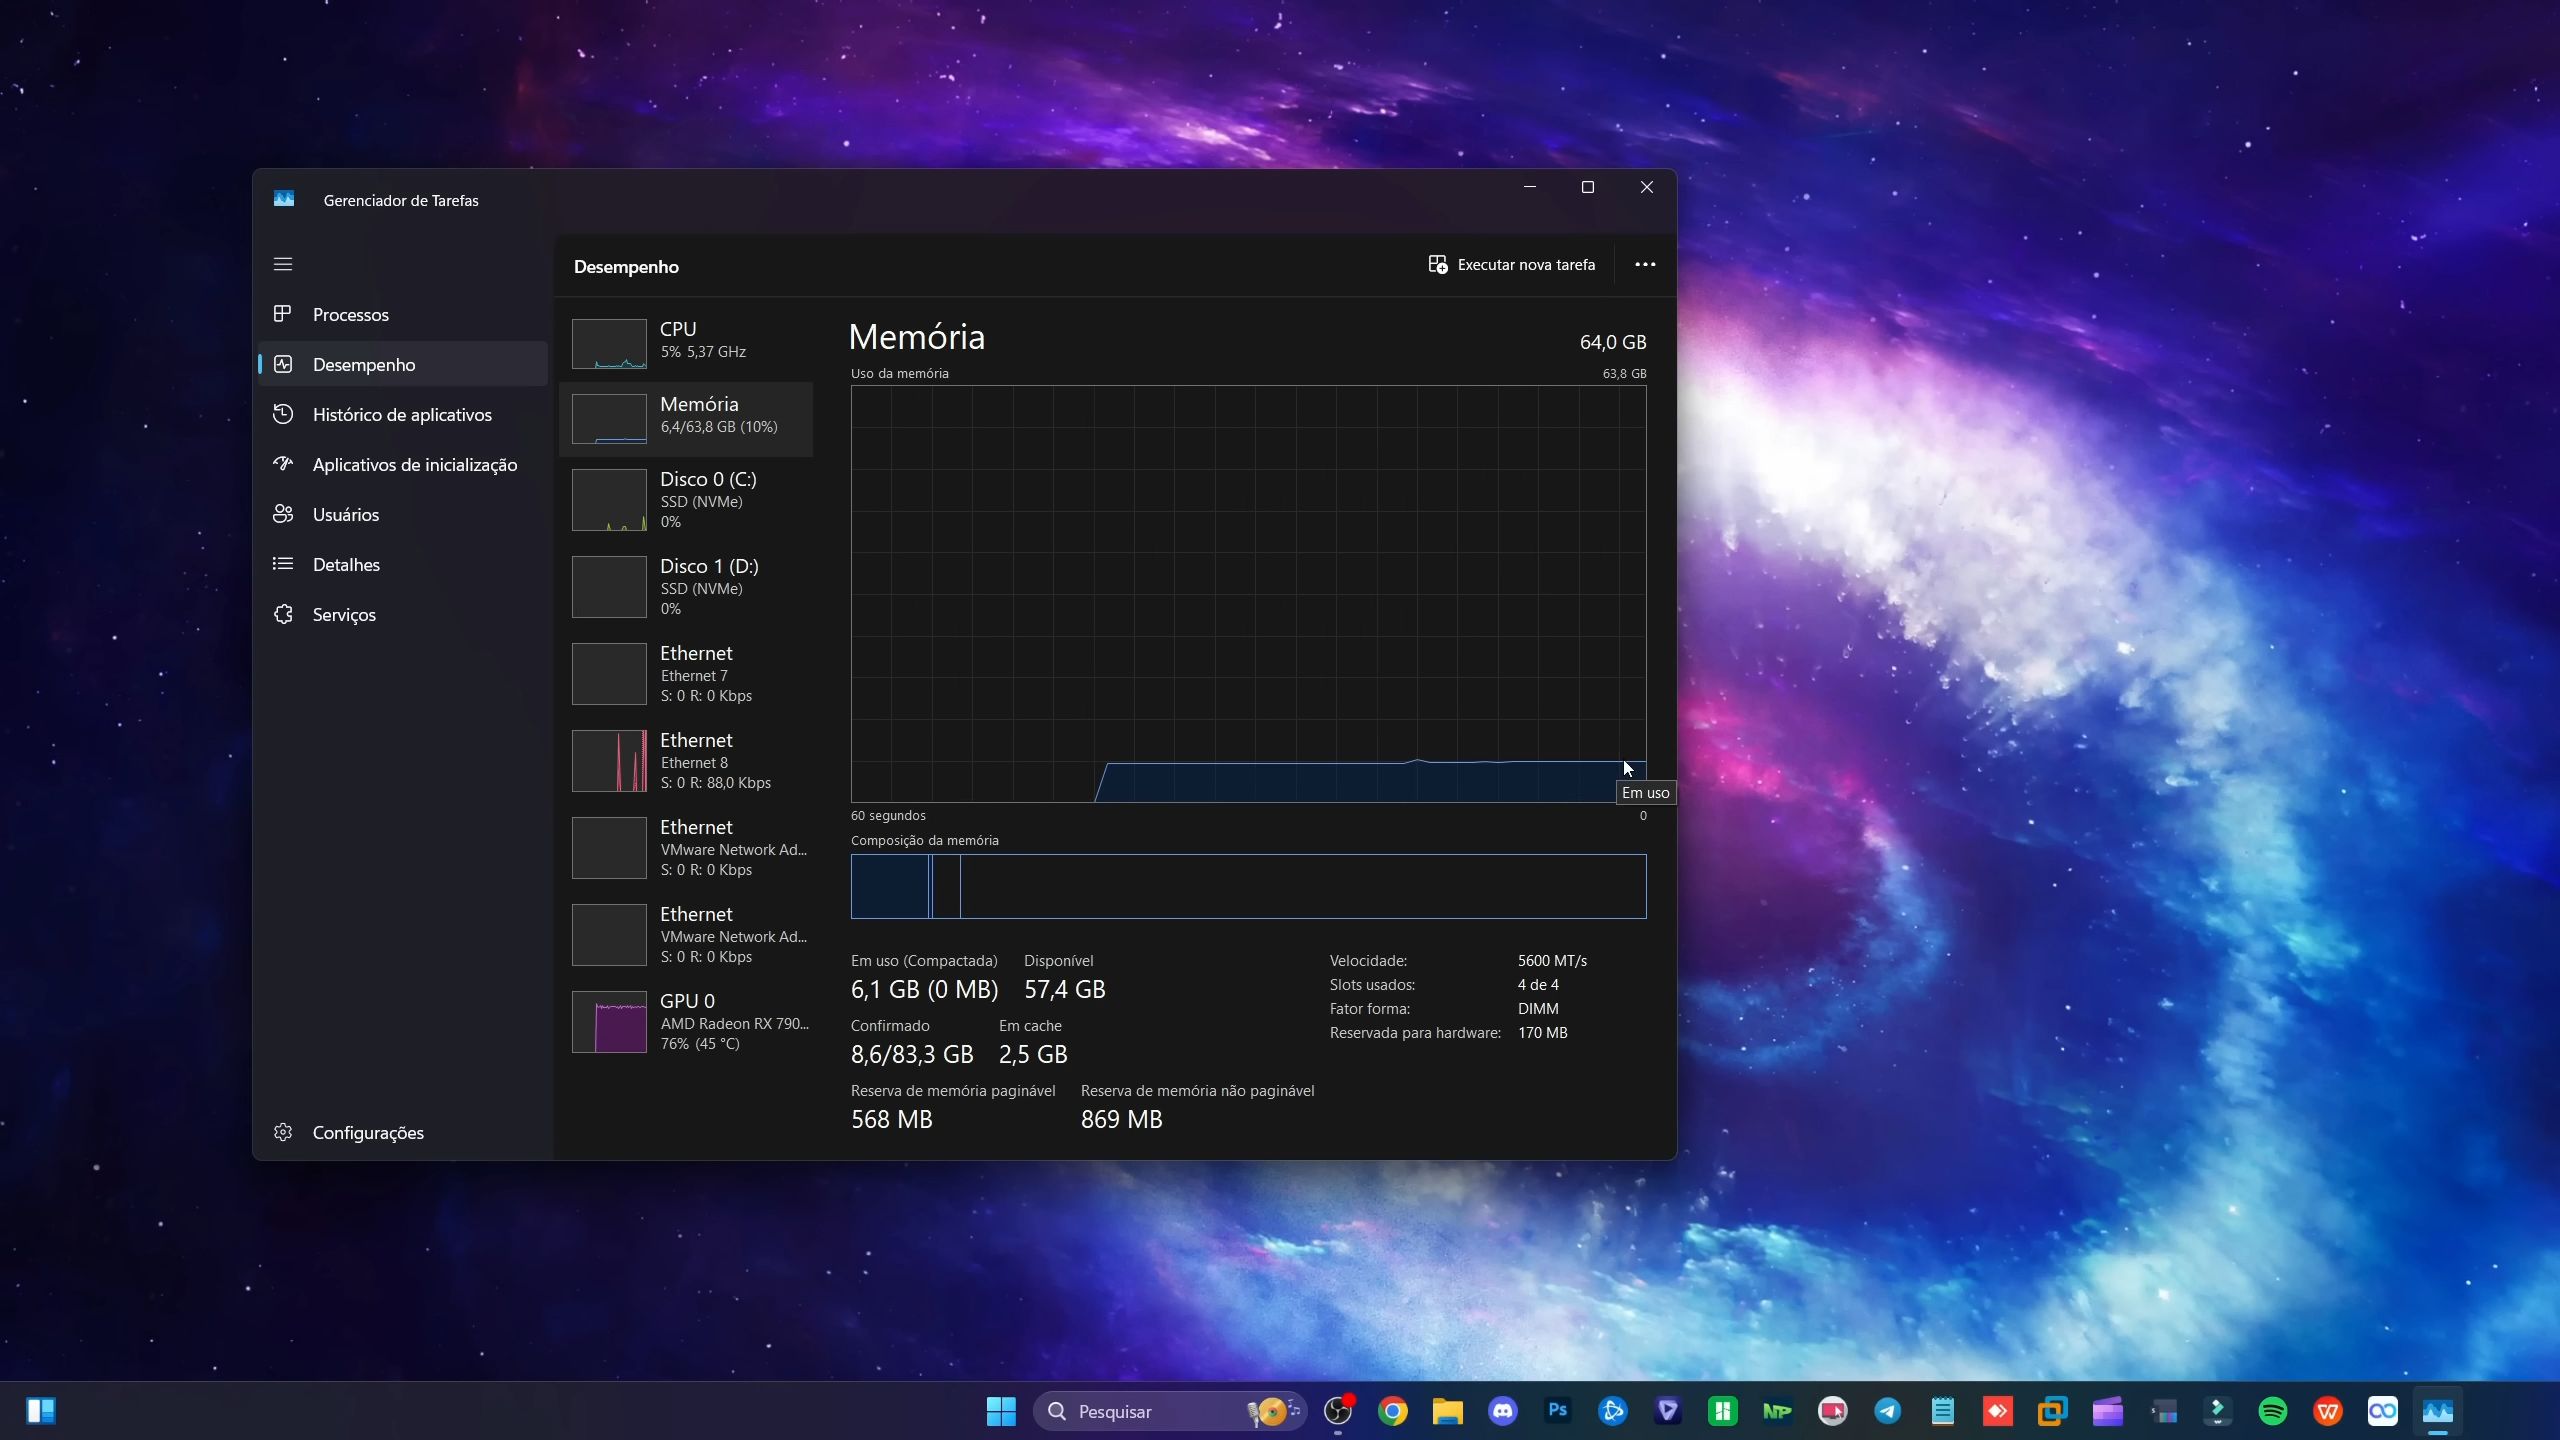 Gerenciador de Tarefas
Processos
Desempenho
Histórico de aplicativos
Aplicativos de inicialização
Usuários
Detalhes
Serviços
Configurações
Desempenho
Executar nova tarefa
CPU
5% 5,37 GHz
Memória
6,4/63,8 GB (10%)
Disco 0 (C:)
SSD (NVMe)
0%
Disco 1 (D:)
SSD (NVMe)
0%
Ethernet
Ethernet 7
S: 0 R: 0 Kbps
Ethernet
Ethernet 8
S: 0 R: 88,0 Kbps
Ethernet
VMware Network Ad...
S: 0 R: 0 Kbps
Ethernet
VMware Network Ad...
S: 0 R: 0 Kbps
GPU 0
AMD Radeon RX 790...
76% (45 °C)
Memória 64,0 GB
Uso da memória 63,8 GB
Em uso
60 segundos 0
Composição da memória
Em uso (Compactada) Disponível
6,1 GB (0 MB) 57,4 GB
Confirmado Em cache
8,6/83,3 GB 2,5 GB
Reserva de memória paginável Reserva de memória não paginável
568 MB 869 MB
Velocidade: 5600 MT/s
Slots usados: 4 de 4
Fator forma: DIMM
Reservada para hardware: 170 MB
Pesquisar
Ps
NP